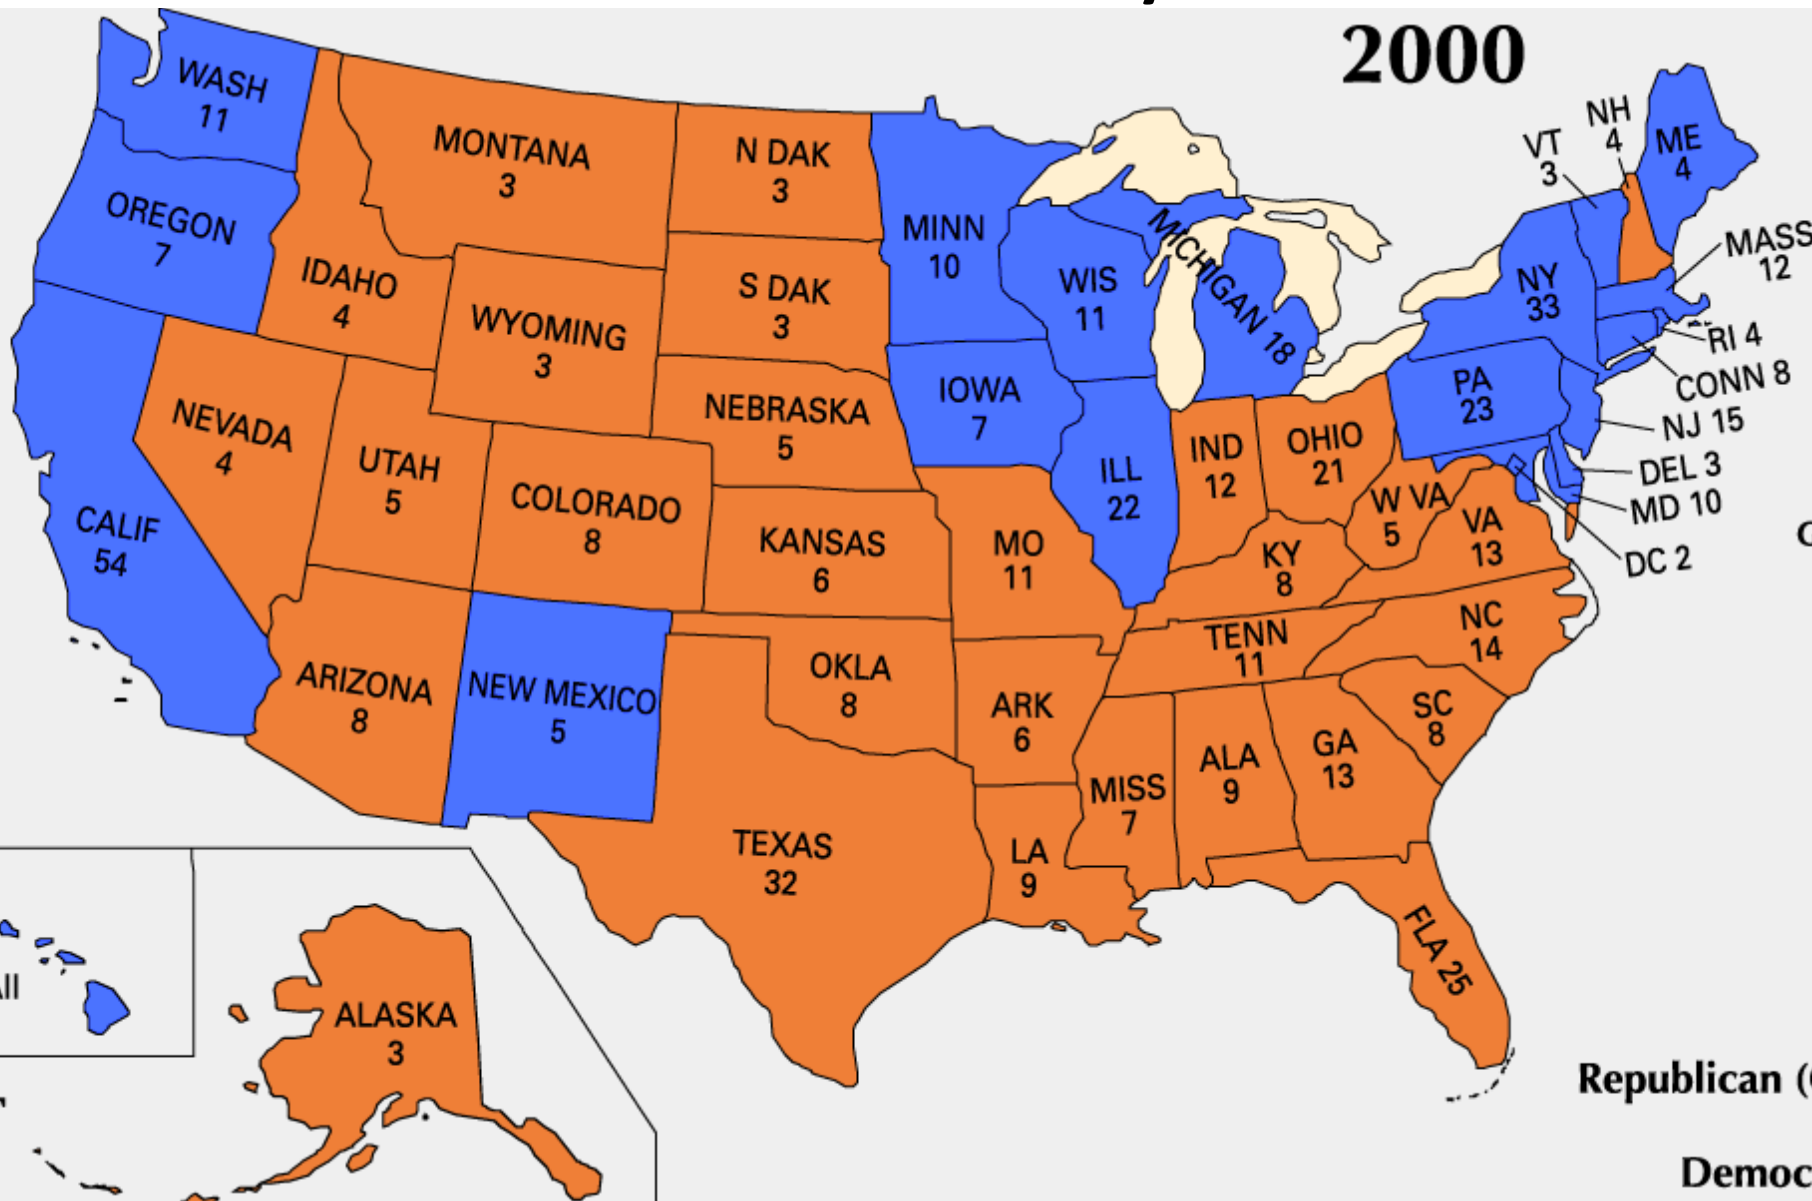 2000
WASH
11
OREGON
7
CALIF
54
IDAHO
4
NEVADA
4
MONTANA
3
WYOMING
3
UTAH
5
ARIZONA
8
COLORADO
8
NEW MEXICO
5
N DAK
3
S DAK
3
NEBRASKA
5
KANSAS
6
OKLA
8
TEXAS
32
MINN
10
IOWA
7
MO
11
ARK
6
LA
9
WIS
11
ILL
22
MICHIGAN 18
IND
12
OHIO
21
KY
8
TENN
11
MISS
7
ALA
9
GA
13
FLA 25
SC
8
NC
14
VA
13
W VA
5
PA
23
NY
33
VT
3
NH
4
ME
4
MASS
12
RI 4
CONN 8
NJ 15
DEL 3
MD 10
DC 2
ALASKA
3
Republican (
Democ